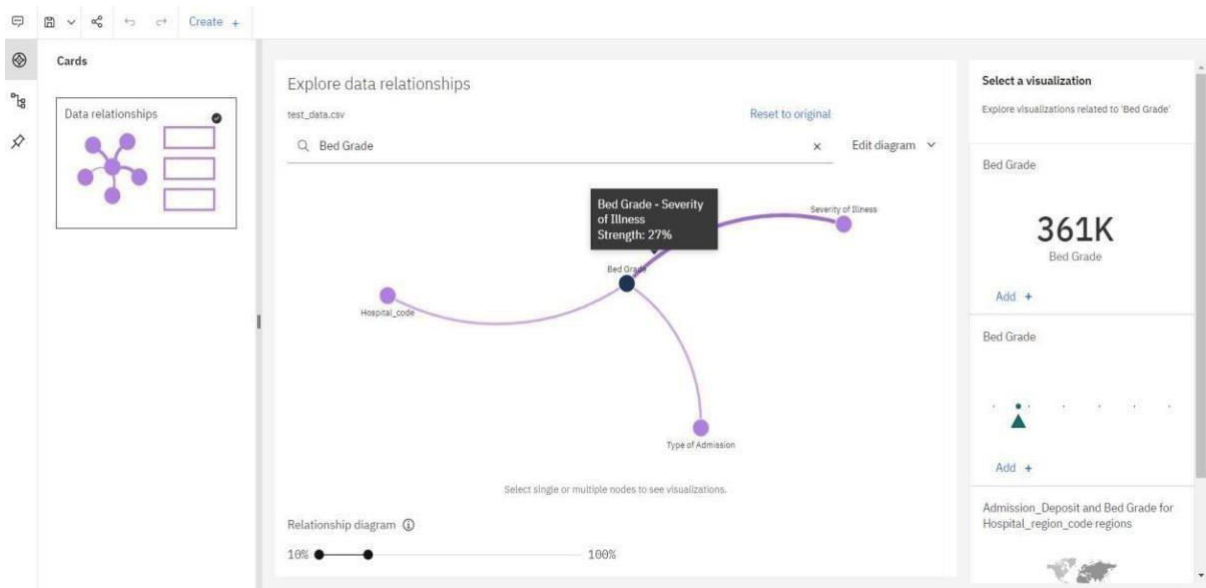 Create +
Cards
Data relationships
Explore data relationships
test_data.csv
Reset to original
Bed Grade
Edit diagram
Bed Grade - Severity
of Illness
Strength: 27%
Severity of Illness
Bed Grade
Hospital_code
Type of Admission
Select single or multiple nodes to see visualizations.
Relationship diagram
10%
100%
Select a visualization
Explore visualizations related to 'Bed Grade'
Bed Grade
361K
Bed Grade
Add +
Bed Grade
Add +
Admission_Deposit and Bed Grade for
Hospital_region_code regions